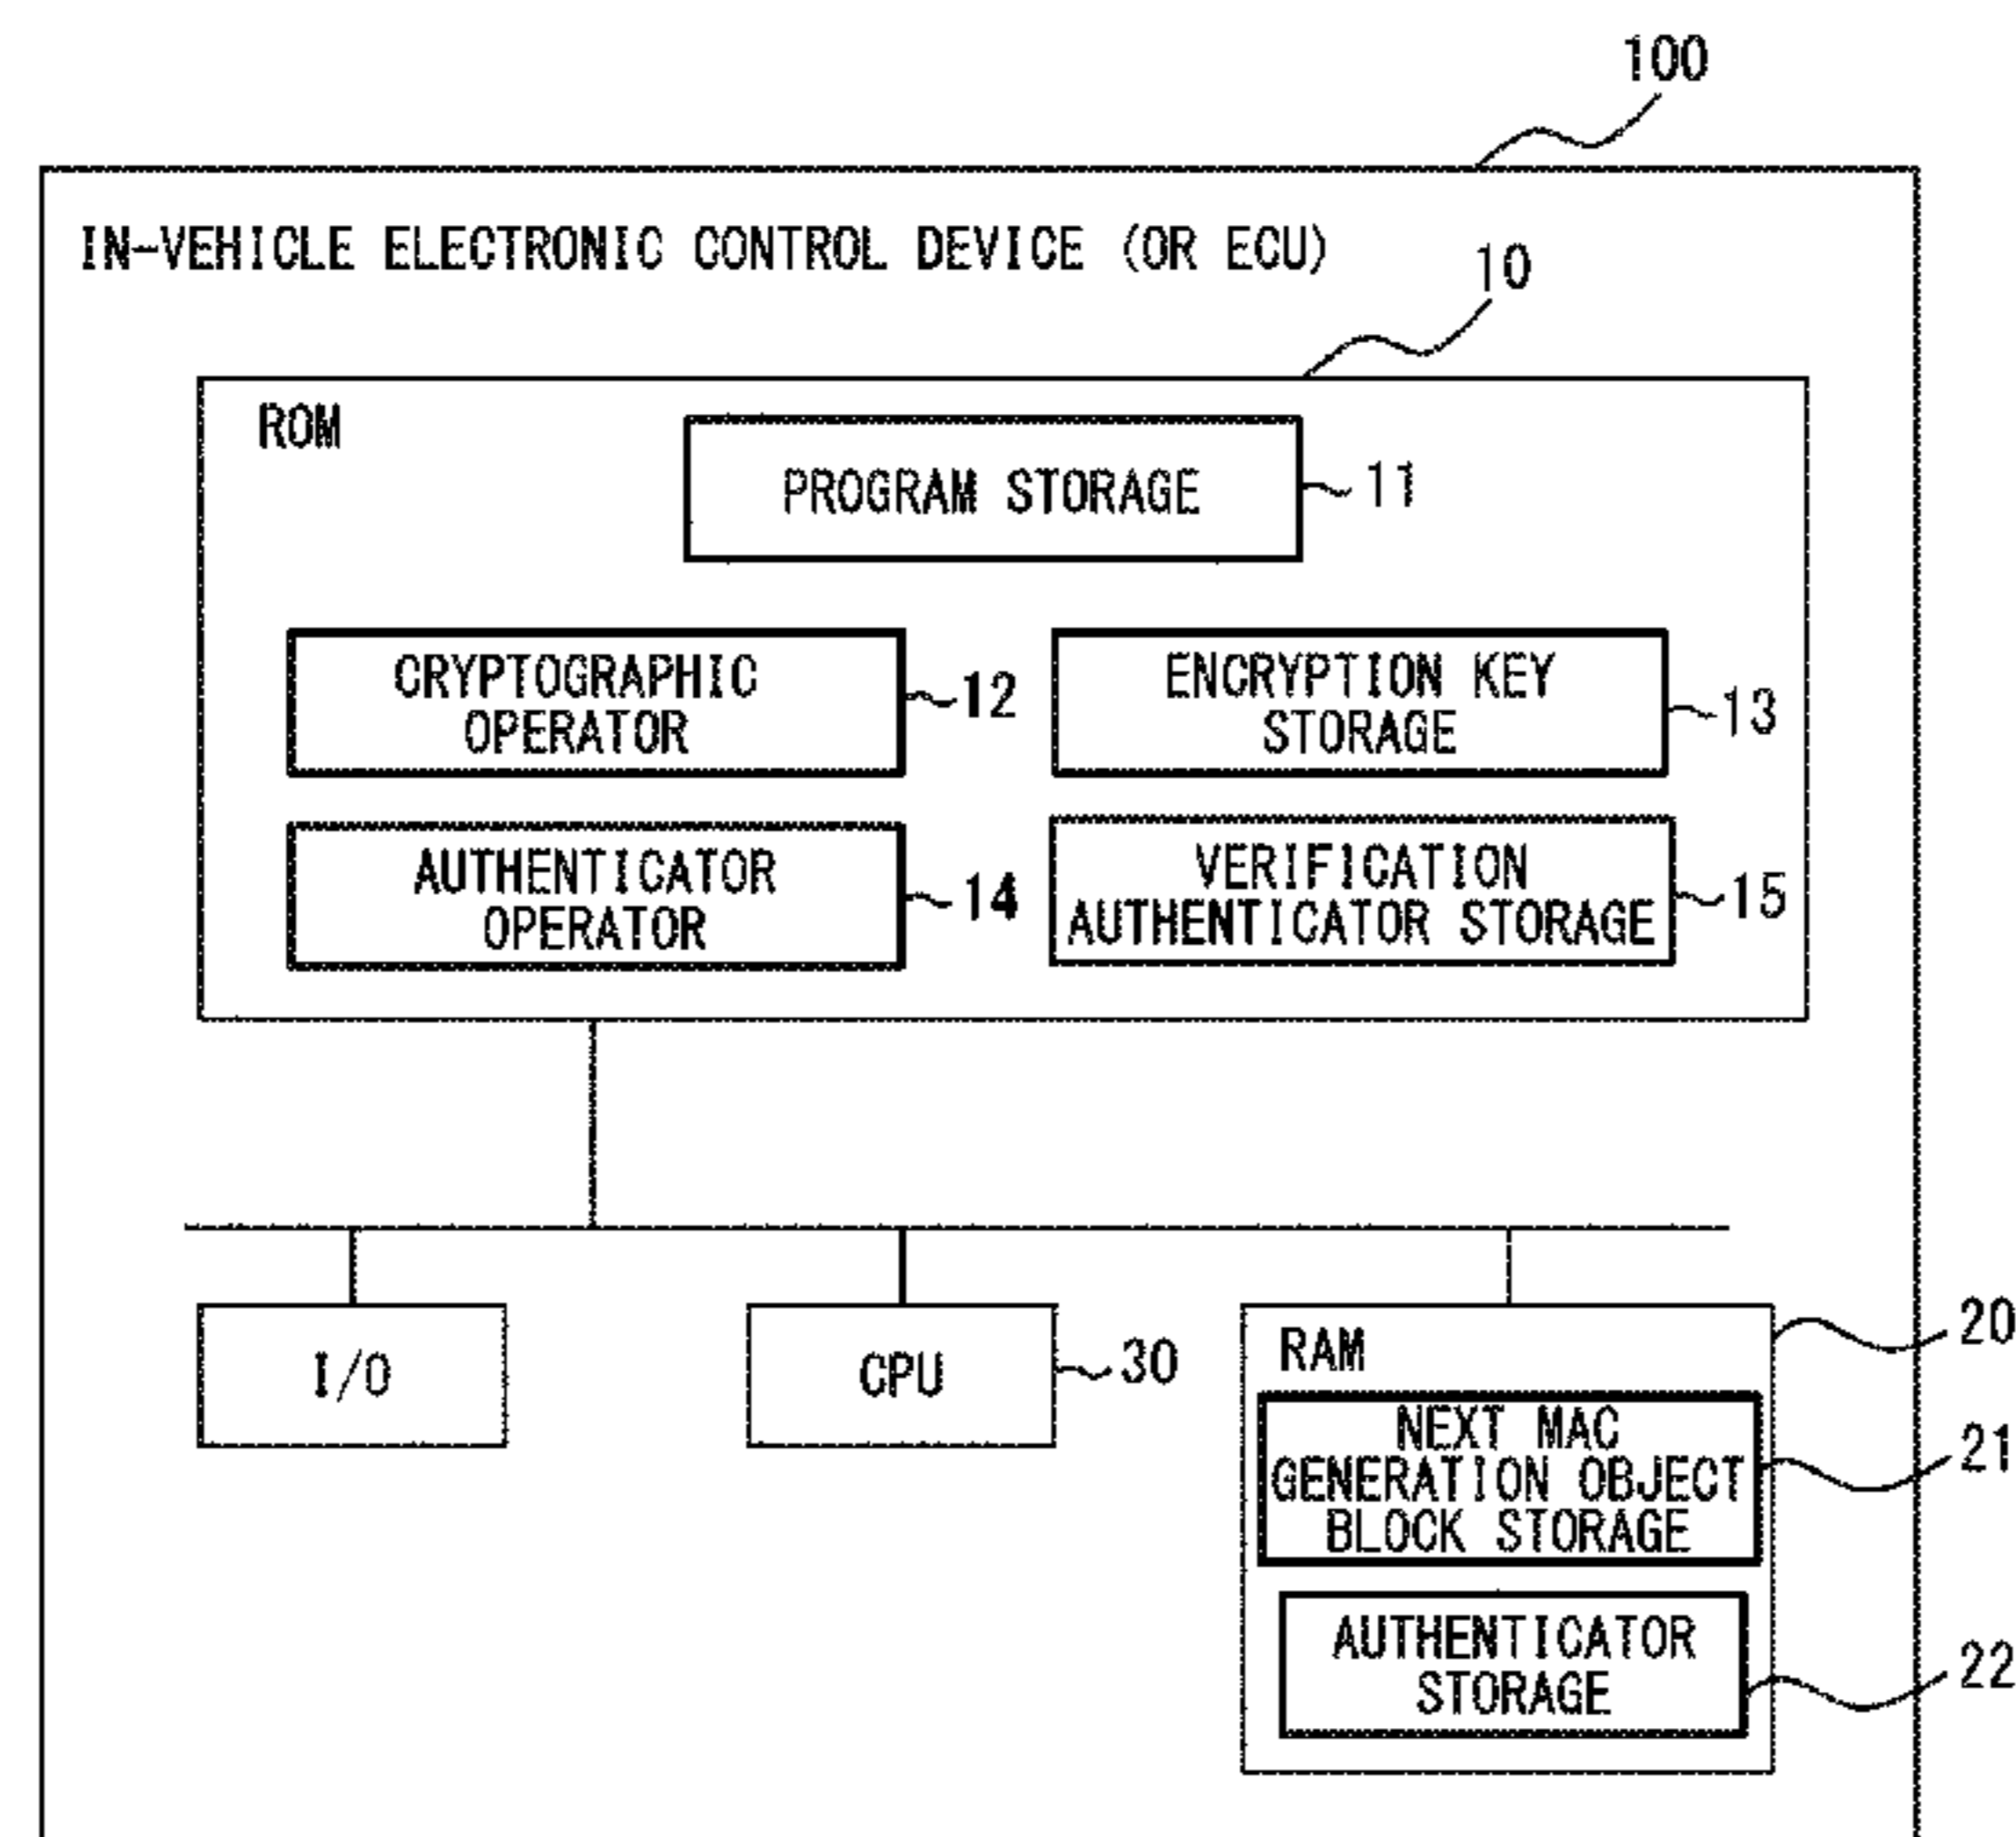 100
IN-VEHICLE ELECTRONIC CONTROL DEVICE (OR ECU)
10
ROM
PROGRAM STORAGE
11
CRYPTOGRAPHIC
OPERATOR
12
ENCRYPTION KEY
STORAGE
13
AUTHENTICATOR
OPERATOR
14
VERIFICATION
AUTHENTICATOR STORAGE
15
I/O
CPU
30
RAM
20
NEXT MAC
GENERATION OBJECT
BLOCK STORAGE
21
AUTHENTICATOR
STORAGE
22